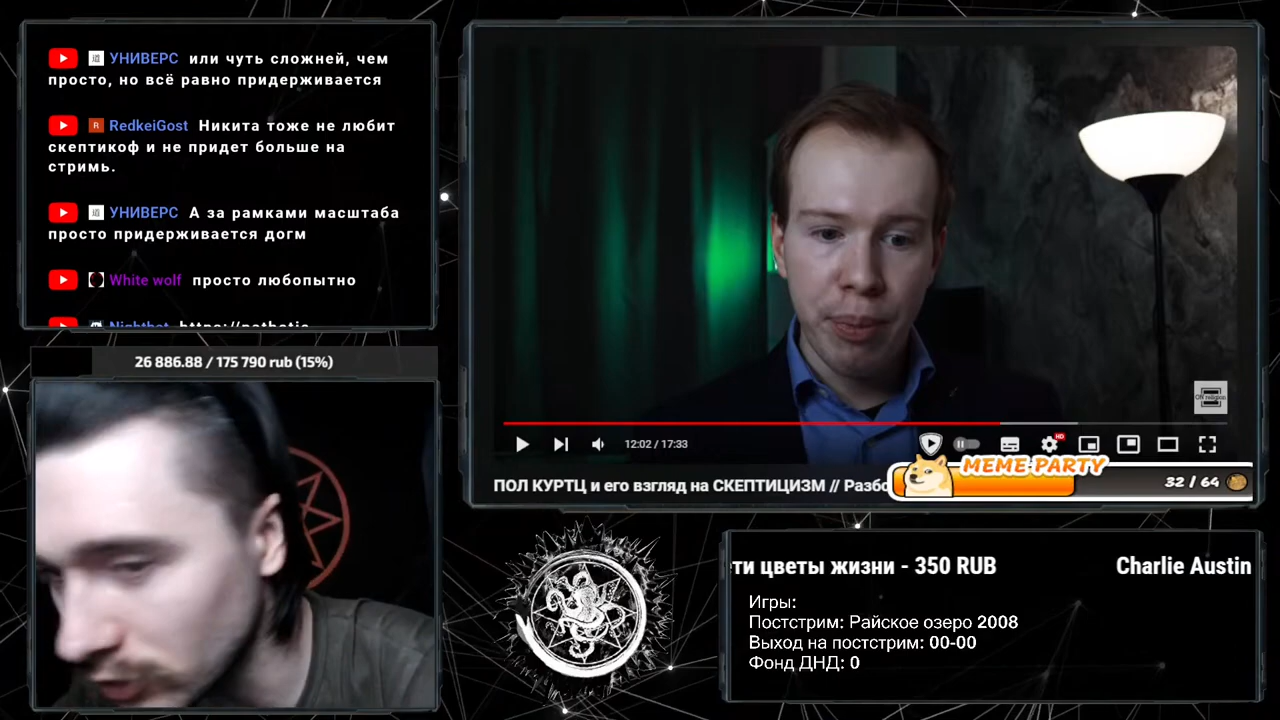 УНИВЕРС или чуть сложней, чем
просто, но всё равно придерживается
R RedkeiGost Никита тоже не любит
скептикоф и не придет больше на
стримь.
УНИВЕРС А за рамками масштаба
просто придерживается догм
White wolf просто любопытно
26 886.88 / 175 790 rub (15%)
ON religion
12:02 / 17:33
HD
MEME PARTY
32 / 64
ПОЛ КУРТЦ и его взгляд на СКЕПТИЦИЗМ // Разбо
ти цветы жизни - 350 RUB
Charlie Austin
Игры:
Постстрим: Райское озеро 2008
Выход на постстрим: 00-00
Фонд ДНД: 0